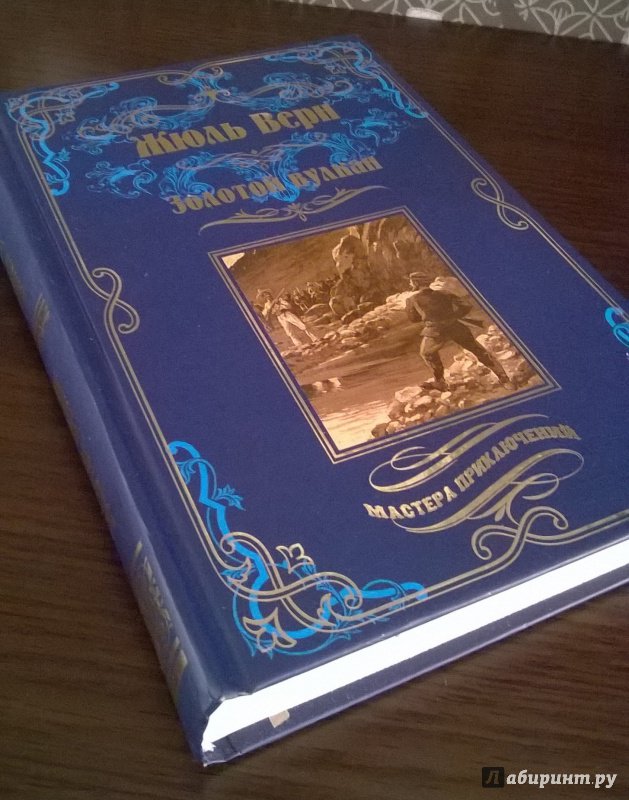 Жюль Верн
Золотой вулкан
МАСТЕРА ПРИКЛЮЧЕНИЙ
Лабиринт.ру